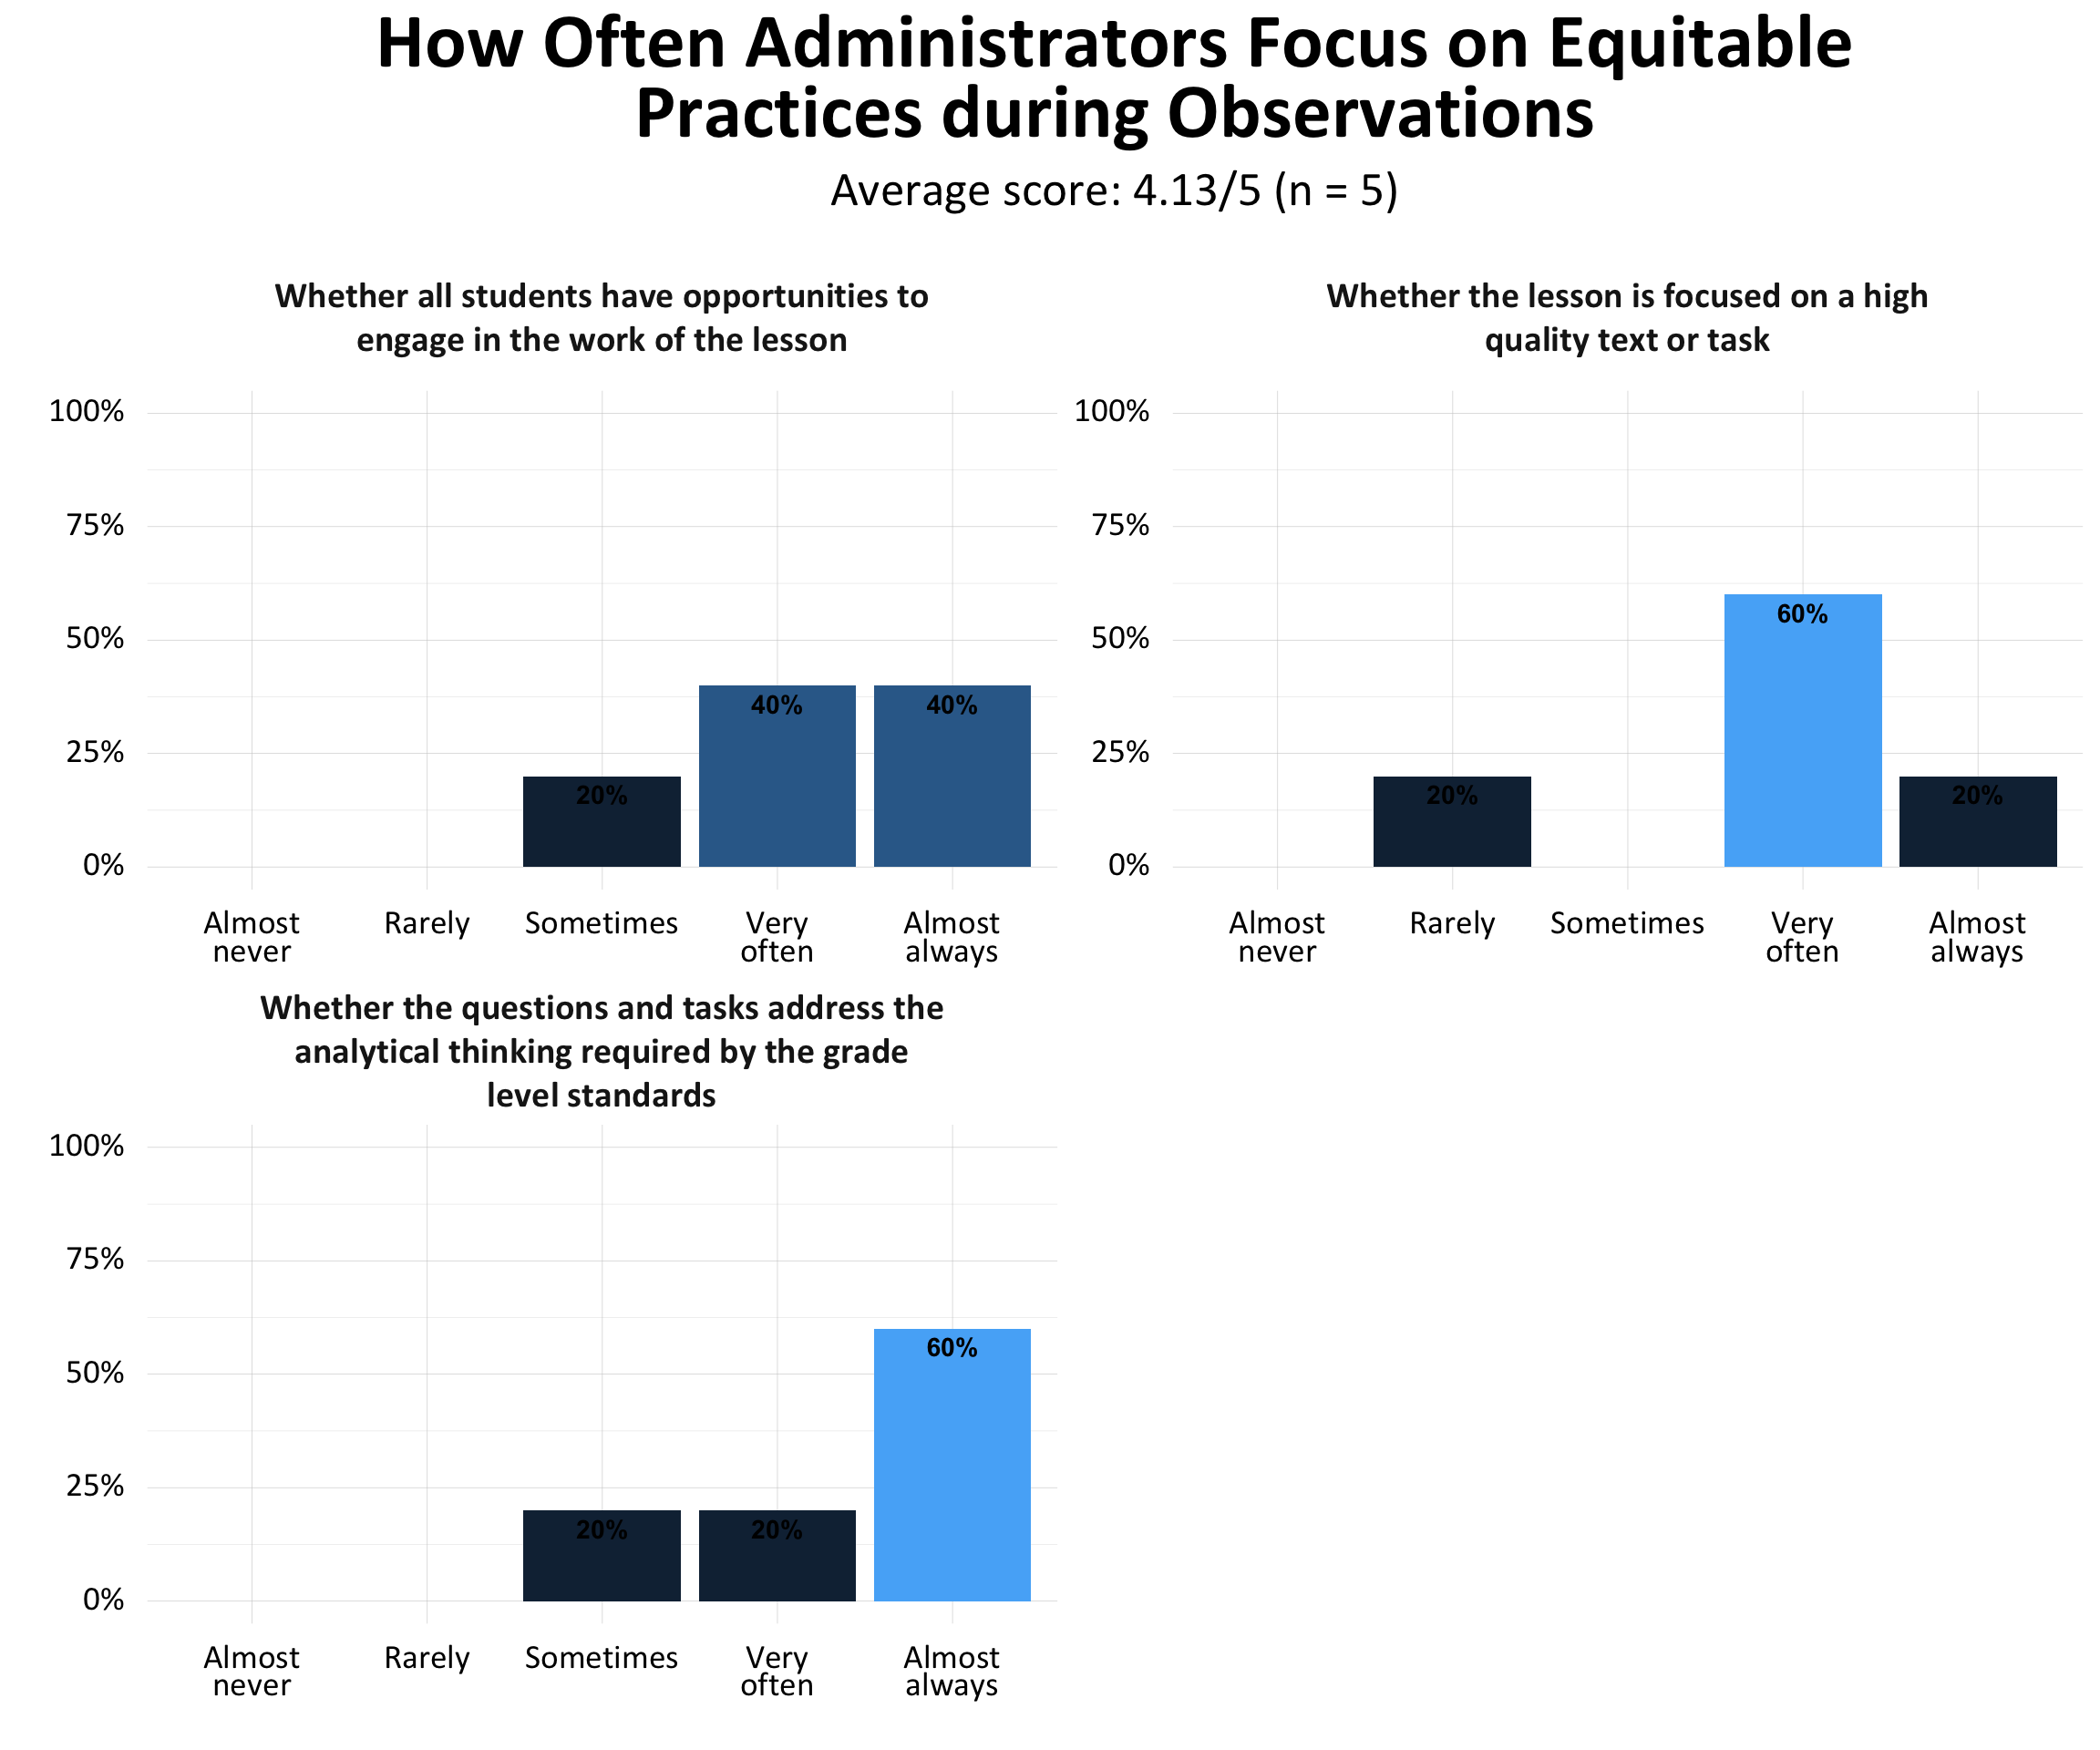 How Often Administrators Focus on Equitable
Practices during Observations
Average score: 4.13/5 (n = 5)
Whether all students have opportunities to
engage in the work of the lesson
100%
75%
50%
25%
0%
20%
40%
40%
Almost
never
Rarely
Sometimes
Very
often
Almost
always
Whether the lesson is focused on a high
quality text or task
100%
75%
50%
25%
0%
20%
60%
20%
Almost
never
Rarely
Sometimes
Very
often
Almost
always
Whether the questions and tasks address the
analytical thinking required by the grade
level standards
100%
75%
50%
25%
0%
20%
20%
60%
Almost
never
Rarely
Sometimes
Very
often
Almost
always